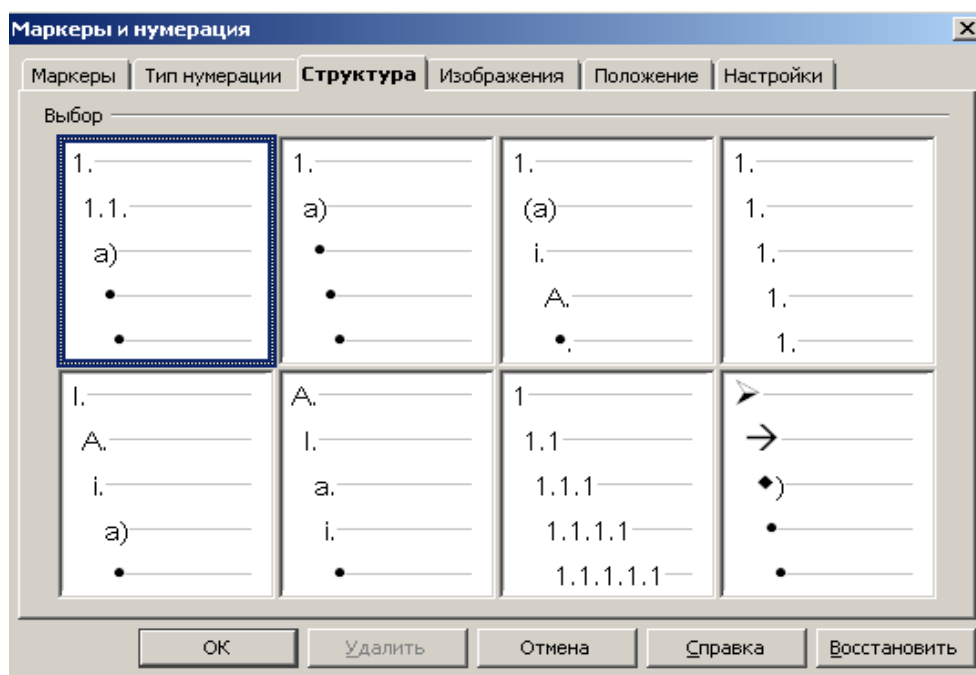 Маркеры и нумерация
Маркеры Тип нумерации Структура Изображения Положение Настройки
Выбор
1. 1. 1. 1.
1.1. a) (a) 1.
a) • i. 1.
• • A. 1.
• • •. 1.
I. A. 1 ➢
A. I. 1.1 →
i. a. 1.1.1 ◆)
a) i. 1.1.1.1 •
• • 1.1.1.1.1 •
ОК Удалить Отмена Справка Восстановить